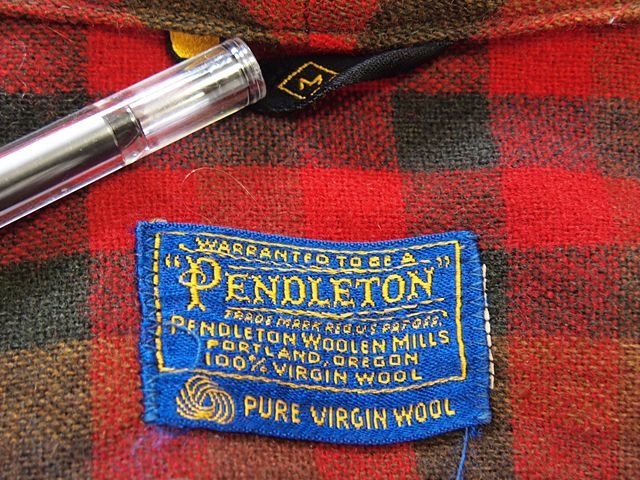 WARRANTED TO BE A
"PENDLETON"
TRADE MARK REG. U.S. PAT. OFF.
PENDLETON WOOLEN MILLS
PORTLAND, OREGON
100% VIRGIN WOOL
PURE VIRGIN WOOL